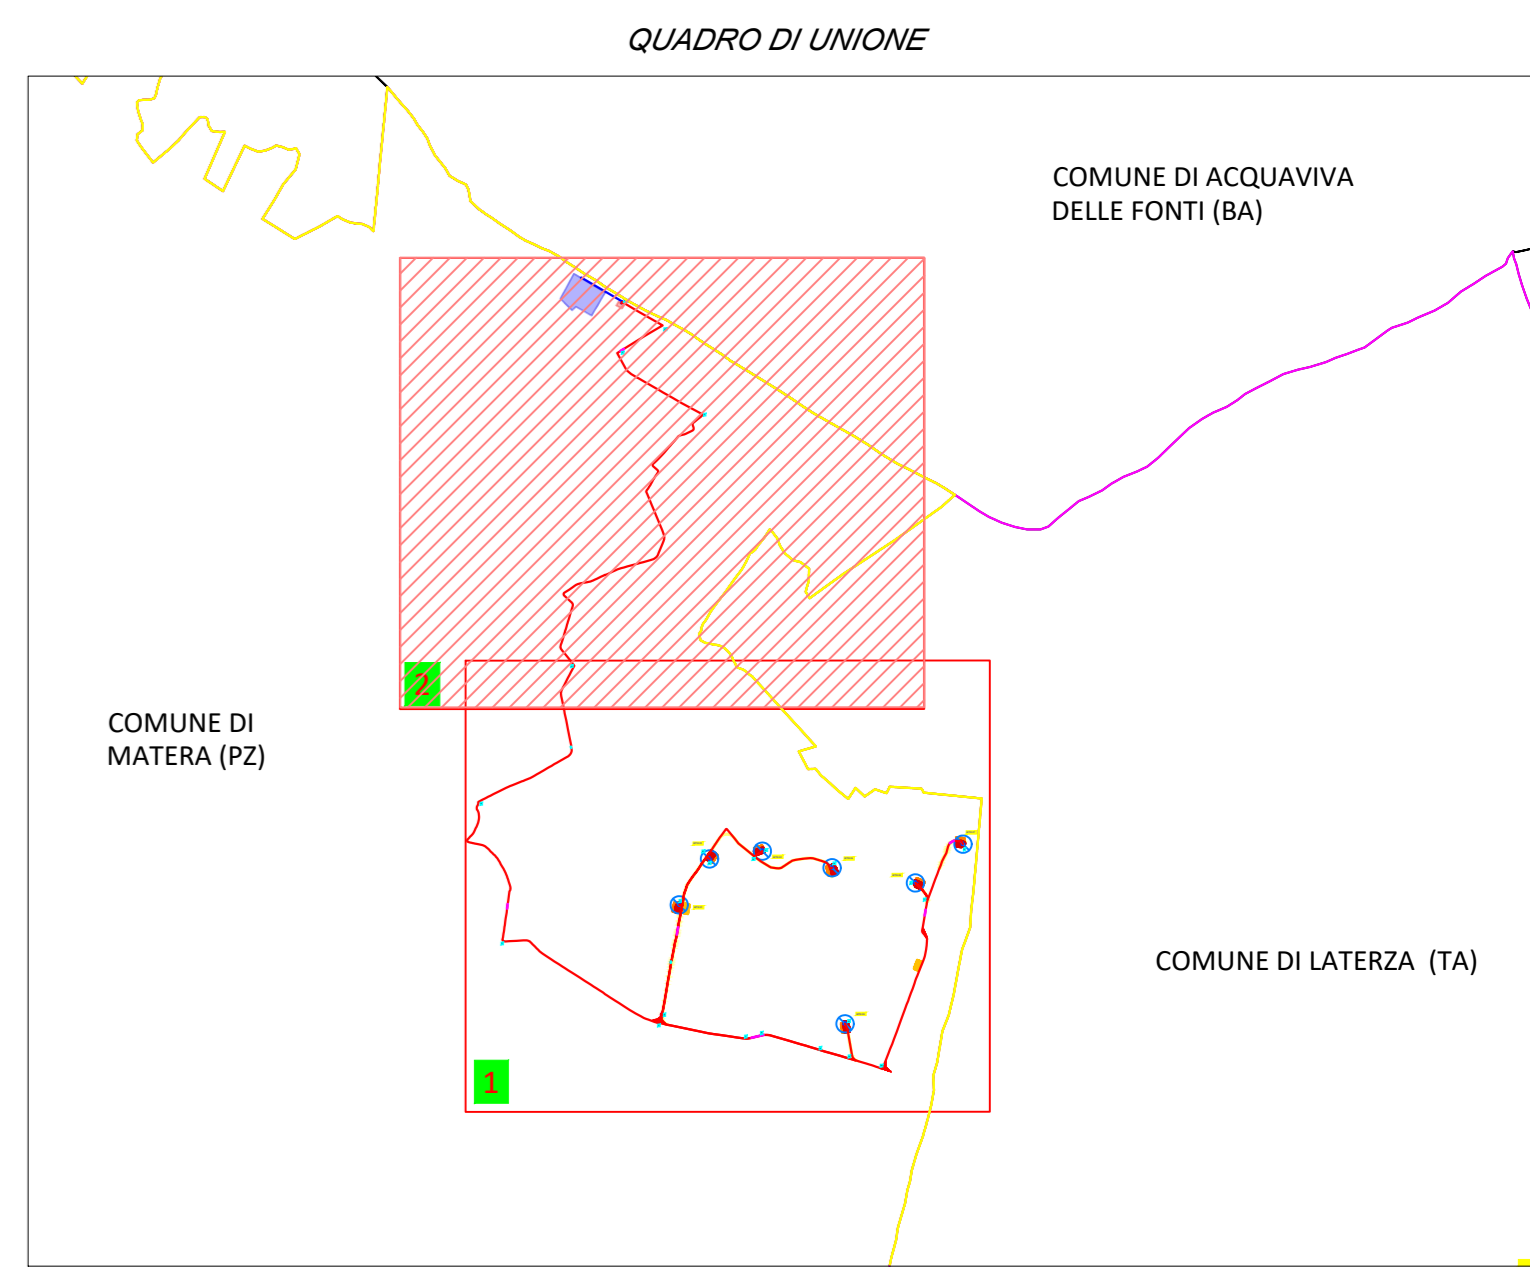 QUADRO DI UNIONE
COMUNE DI ACQUAVIVA
DELLE FONTI (BA)
2
COMUNE DI
MATERA (PZ)
COMUNE DI LATERZA (TA)
1